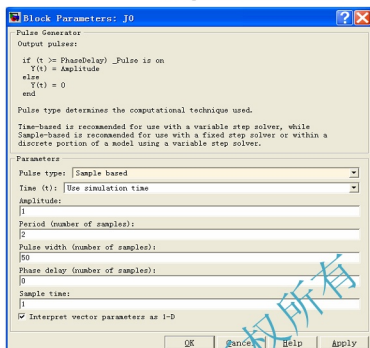 Block Parameters: J0
Pulse Generator
Output pulses:
if (t >= PhaseDelay) _Pulse is on
Y(t) = Amplitude
else
Y(t) = 0
end
Pulse type determines the computational technique used.
Time-based is recommended for use with a variable step solver, while
Sample-based is recommended for use with a fixed step solver or within a
discrete portion of a model using a variable step solver.
Parameters
Pulse type: Sample based
Time (t): Use simulation time
Amplitude:
1
Period (number of samples):
2
Pulse width (number of samples):
50
Phase delay (number of samples):
0
Sample time:
1
Interpret vector parameters as 1-D
OK Cancel Help Apply
权所有